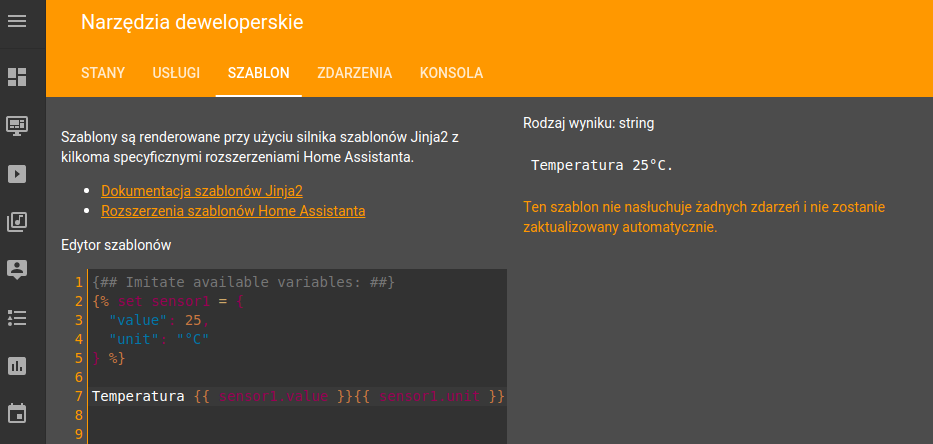 Narzędzia deweloperskie
STANY USŁUGI SZABLON ZDARZENIA KONSOLA
Szablony są renderowane przy użyciu silnika szablonów Jinja2 z
kilkoma specyficznymi rozszerzeniami Home Assistanta.
Dokumentacja szablonów Jinja2
Rozszerzenia szablonów Home Assistanta
Edytor szablonów
1 {## Imitate available variables: ##}
2 {% set sensor1 = {
3 "value": 25,
4 "unit": "°C"
5 } %}
6
7 Temperatura {{ sensor1.value }}{{ sensor1.unit }}
8
9
Rodzaj wyniku: string
Temperatura 25°C.
Ten szablon nie nasłuchuje żadnych zdarzeń i nie zostanie
zaktualizowany automatycznie.